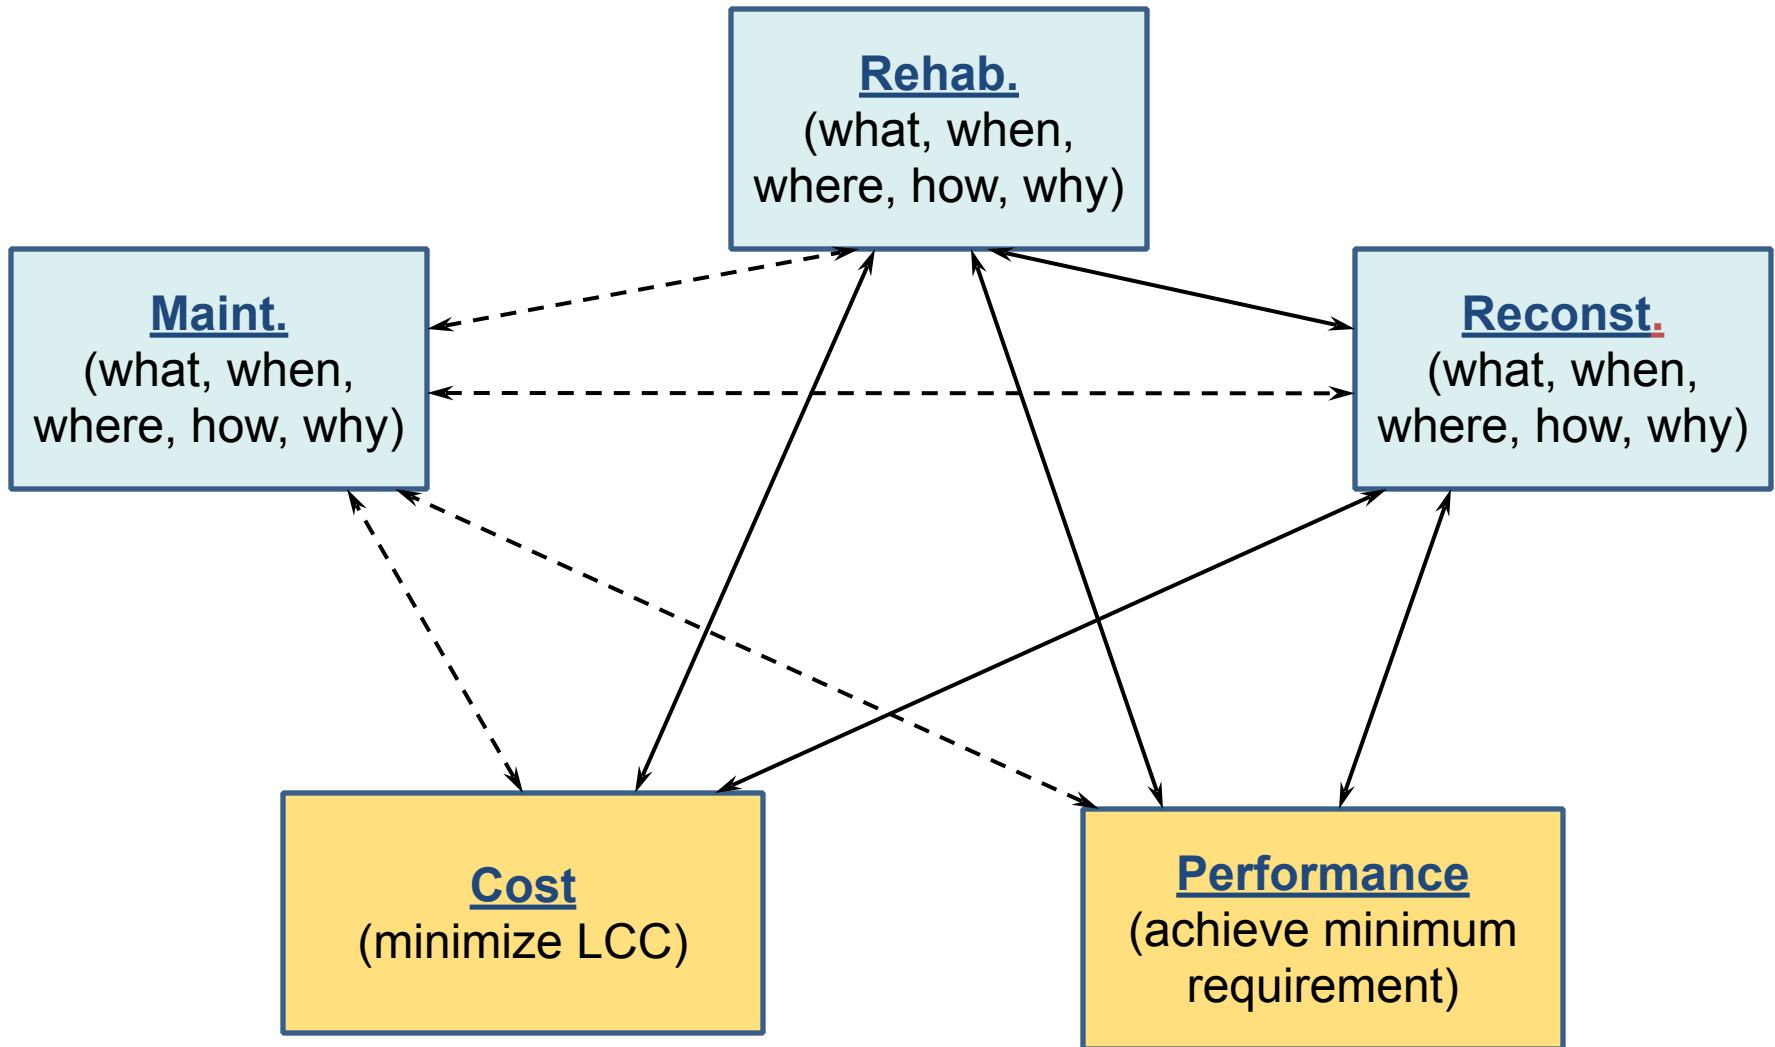 Rehab.
(what, when,
where, how, why)
Maint.
(what, when,
where, how, why)
Reconst.
(what, when,
where, how, why)
Cost
(minimize LCC)
Performance
(achieve minimum
requirement)